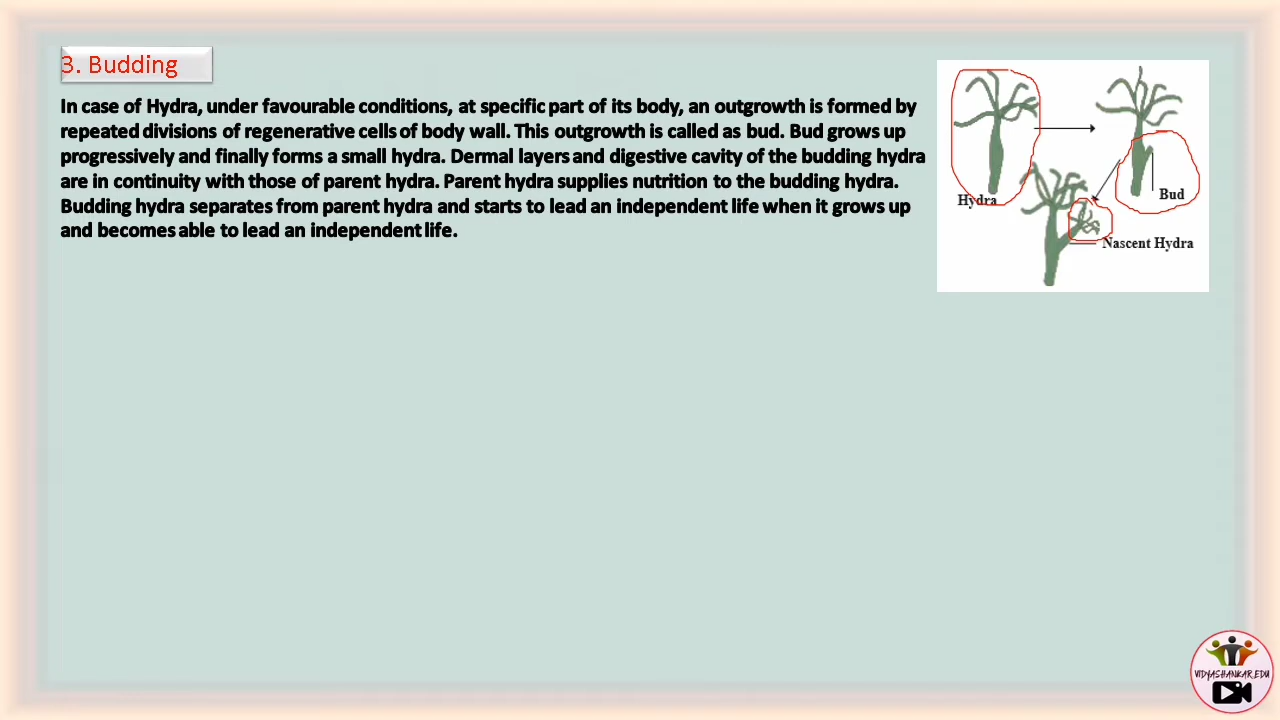 3. Budding
In case of Hydra, under favourable conditions, at specific part of its body, an outgrowth is formed by
repeated divisions of regenerative cells of body wall. This outgrowth is called as bud. Bud grows up
progressively and finally forms a small hydra. Dermal layers and digestive cavity of the budding hydra
are in continuity with those of parent hydra. Parent hydra supplies nutrition to the budding hydra.
Budding hydra separates from parent hydra and starts to lead an independent life when it grows up
and becomes able to lead an independent life.
Hydra
Bud
Nascent Hydra
VIDYASHANKAR.EDU